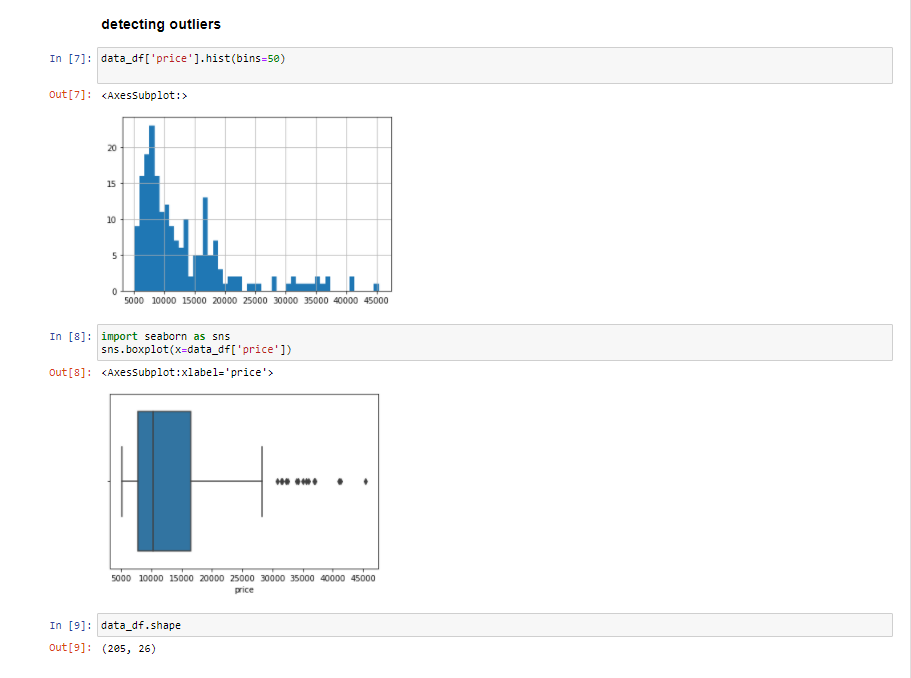 detecting outliers
In [7]: data_df['price'].hist(bins=50)
Out[7]: <AxesSubplot:>
20
15
10
5
0
5000 10000 15000 20000 25000 30000 35000 40000 45000
In [8]: import seaborn as sns
sns.boxplot(x=data_df['price'])
Out[8]: <AxesSubplot:xlabel='price'>
5000 10000 15000 20000 25000 30000 35000 40000 45000
price
In [9]: data_df.shape
Out[9]: (205, 26)